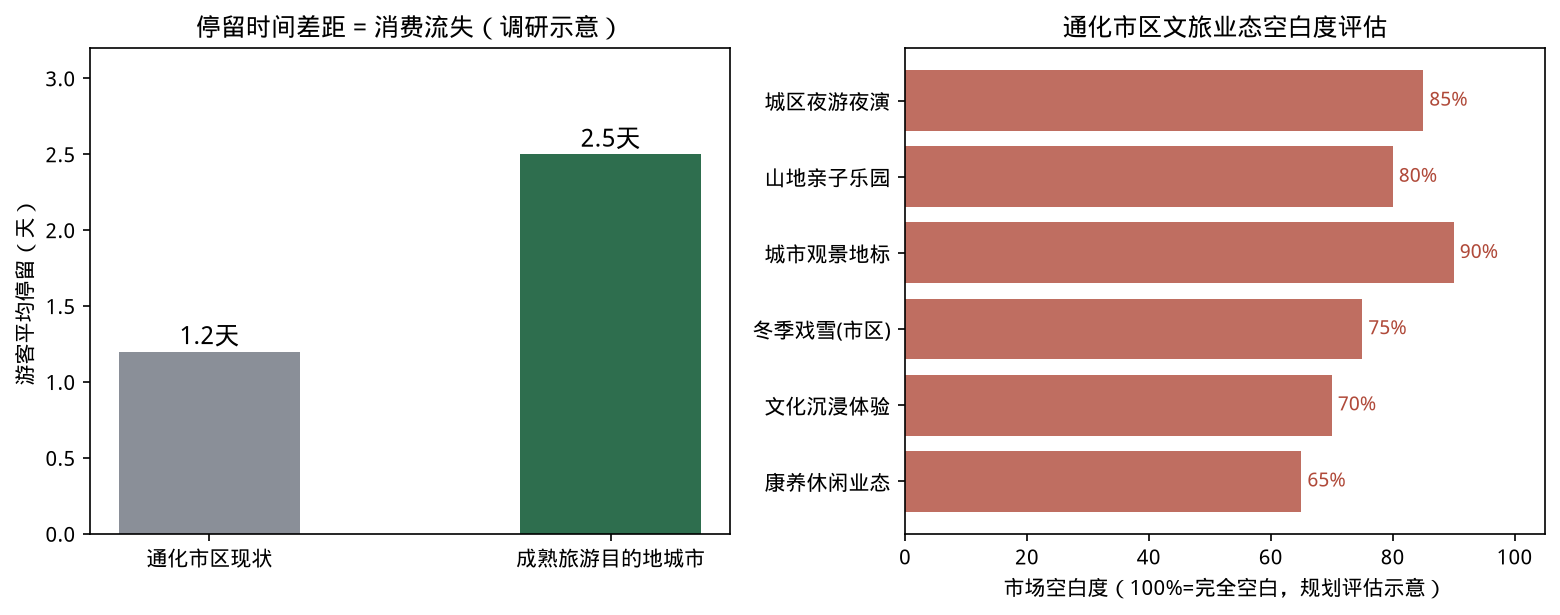 停留时间差距 = 消费流失（调研示意）
游客平均停留（天）
3.0
2.5
2.0
1.5
1.0
0.5
0.0
1.2天
2.5天
通化市区现状
成熟旅游目的地城市
通化市区文旅业态空白度评估
城区夜游夜演
85%
山地亲子乐园
80%
城市观景地标
90%
冬季戏雪(市区)
75%
文化沉浸体验
70%
康养休闲业态
65%
0
20
40
60
80
100
市场空白度（100%=完全空白，规划评估示意）